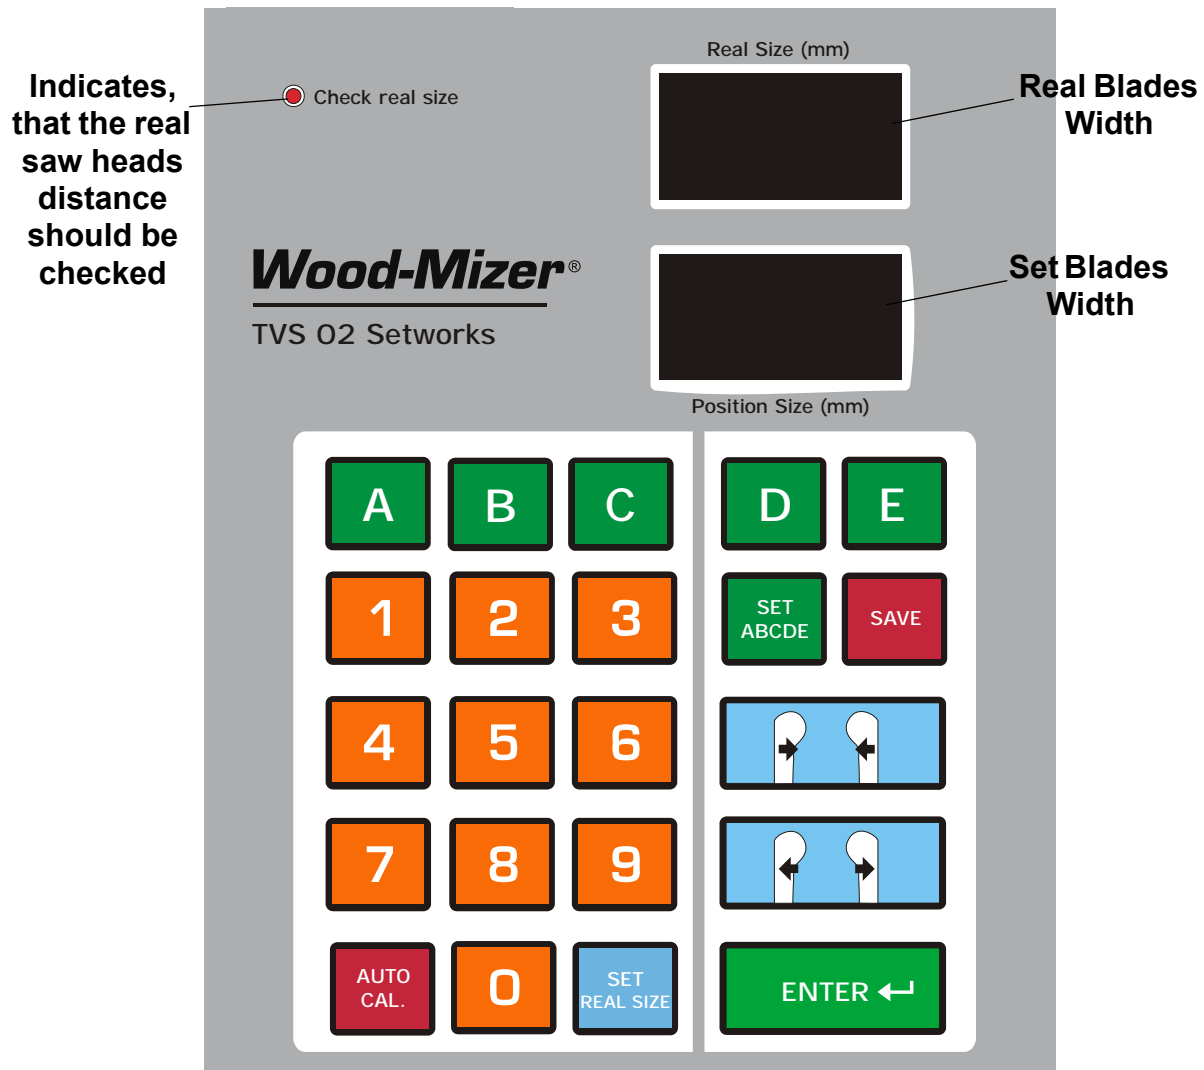 Indicates,
that the real
saw heads
distance
should be
checked
Check real size
Real Size (mm)
Real Blades
Width
Wood-Mizer®
TVS O2 Setworks
Set Blades
Width
Position Size (mm)
A B C D E
1 2 3
SET
ABCDE
SAVE
4 5 6
7 8 9
AUTO
CAL.
0
SET
REAL SIZE
ENTER